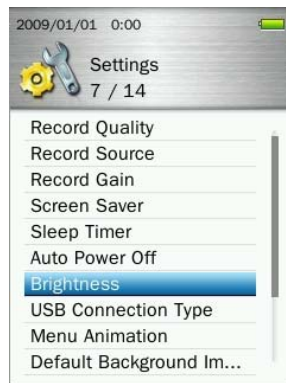 2009/01/01 0:00
Settings
7 / 14
Record Quality
Record Source
Record Gain
Screen Saver
Sleep Timer
Auto Power Off
Brightness
USB Connection Type
Menu Animation
Default Background Im...